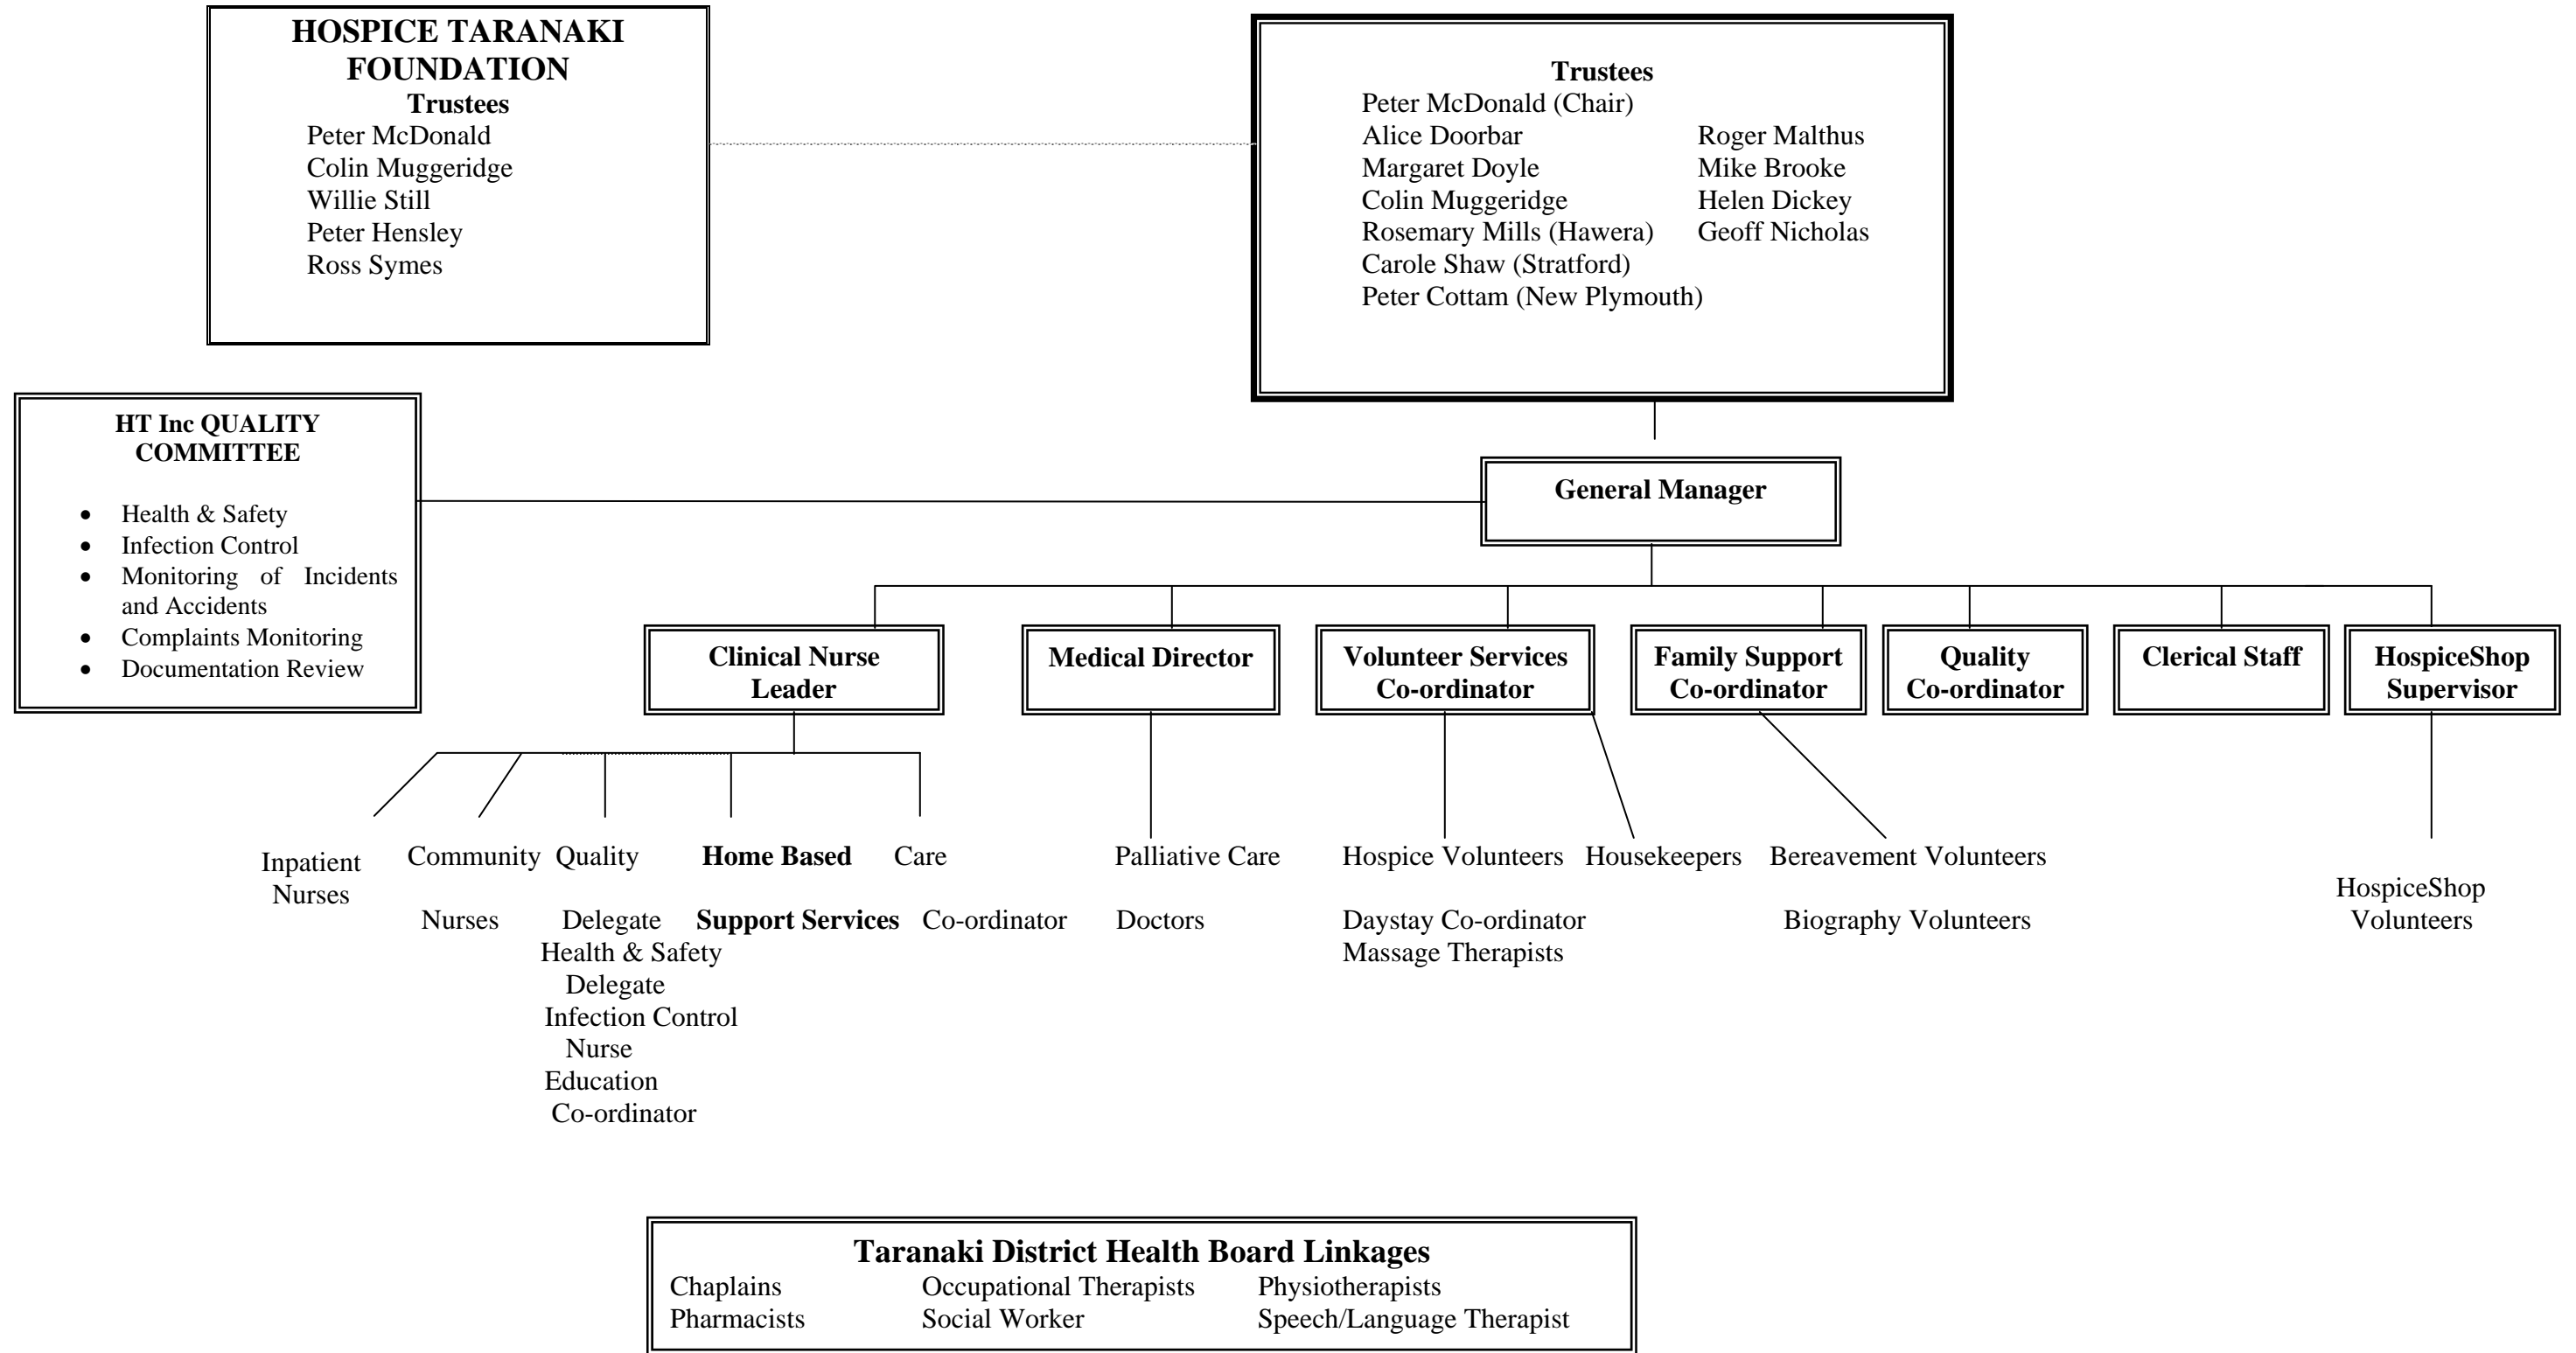 HOSPICE TARANAKI
FOUNDATION
Trustees
Peter McDonald
Colin Muggeridge
Willie Still
Peter Hensley
Ross Symes
Trustees
Peter McDonald (Chair)
Alice Doorbar Roger Malthus
Margaret Doyle Mike Brooke
Colin Muggeridge Helen Dickey
Rosemary Mills (Hawera) Geoff Nicholas
Carole Shaw (Stratford)
Peter Cottam (New Plymouth)
HT Inc QUALITY
COMMITTEE
• Health & Safety
• Infection Control
• Monitoring of Incidents
and Accidents
• Complaints Monitoring
• Documentation Review
General Manager
Clinical Nurse
Leader
Medical Director
Volunteer Services
Co-ordinator
Family Support
Co-ordinator
Quality
Co-ordinator
Clerical Staff
HospiceShop
Supervisor
Inpatient
Nurses
Community
Nurses
Quality
Delegate
Health & Safety
Delegate
Infection Control
Nurse
Education
Co-ordinator
Home Based
Support Services
Care
Co-ordinator
Palliative Care
Doctors
Hospice Volunteers
Daystay Co-ordinator
Massage Therapists
Housekeepers
Bereavement Volunteers
Biography Volunteers
HospiceShop
Volunteers
Taranaki District Health Board Linkages
Chaplains Occupational Therapists Physiotherapists
Pharmacists Social Worker Speech/Language Therapist